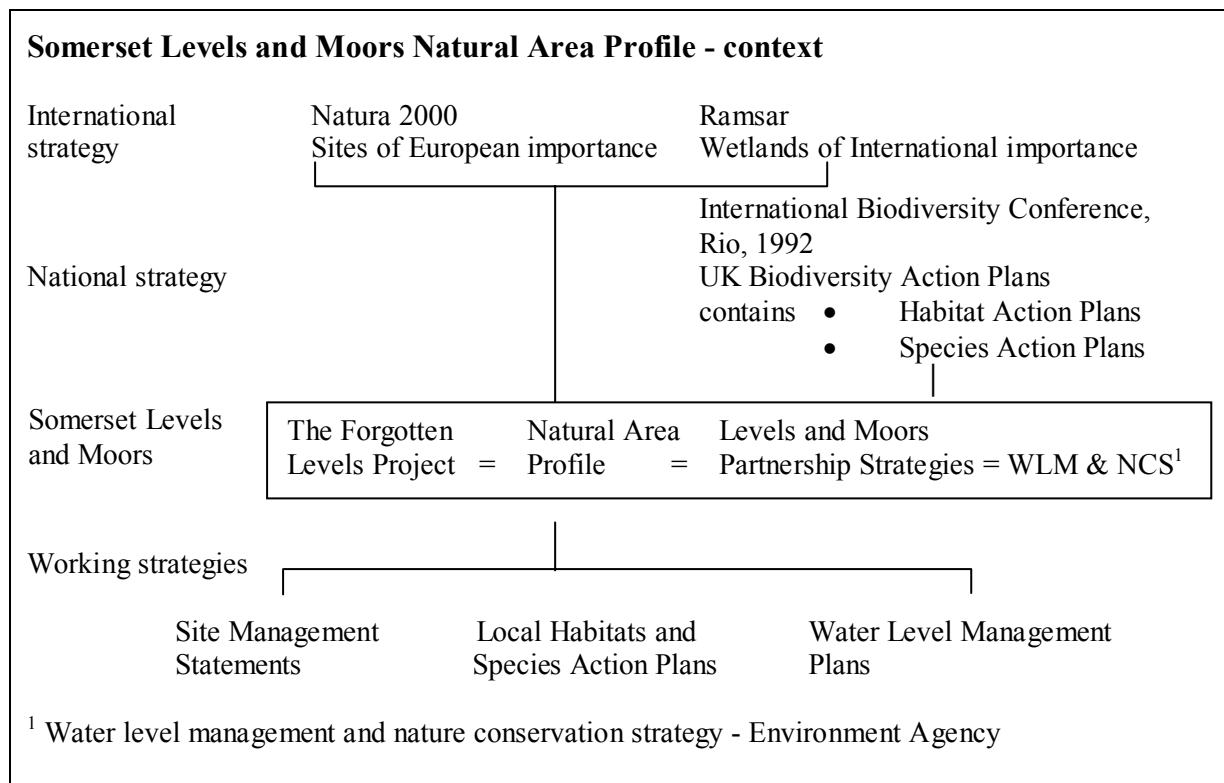 Somerset Levels and Moors Natural Area Profile - context
International strategy
Natura 2000
Sites of European importance
Ramsar
Wetlands of International importance
International Biodiversity Conference,
Rio, 1992
National strategy
UK Biodiversity Action Plans
contains • Habitat Action Plans
• Species Action Plans
Somerset Levels
and Moors
The Forgotten Natural Area Levels and Moors
Levels Project = Profile = Partnership Strategies = WLM & NCS¹
Working strategies
Site Management
Statements
Local Habitats and
Species Action Plans
Water Level Management
Plans
¹ Water level management and nature conservation strategy - Environment Agency